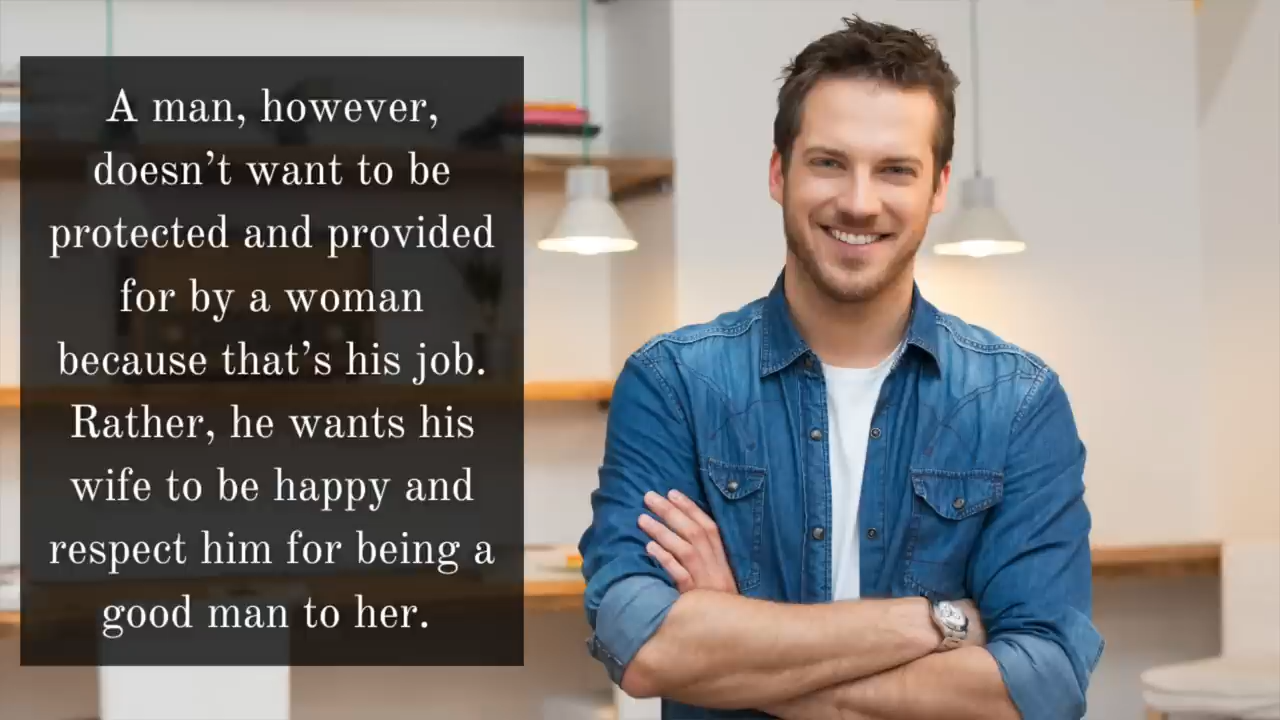 A man, however,
doesn’t want to be
protected and provided
for by a woman
because that’s his job.
Rather, he wants his
wife to be happy and
respect him for being a
good man to her.